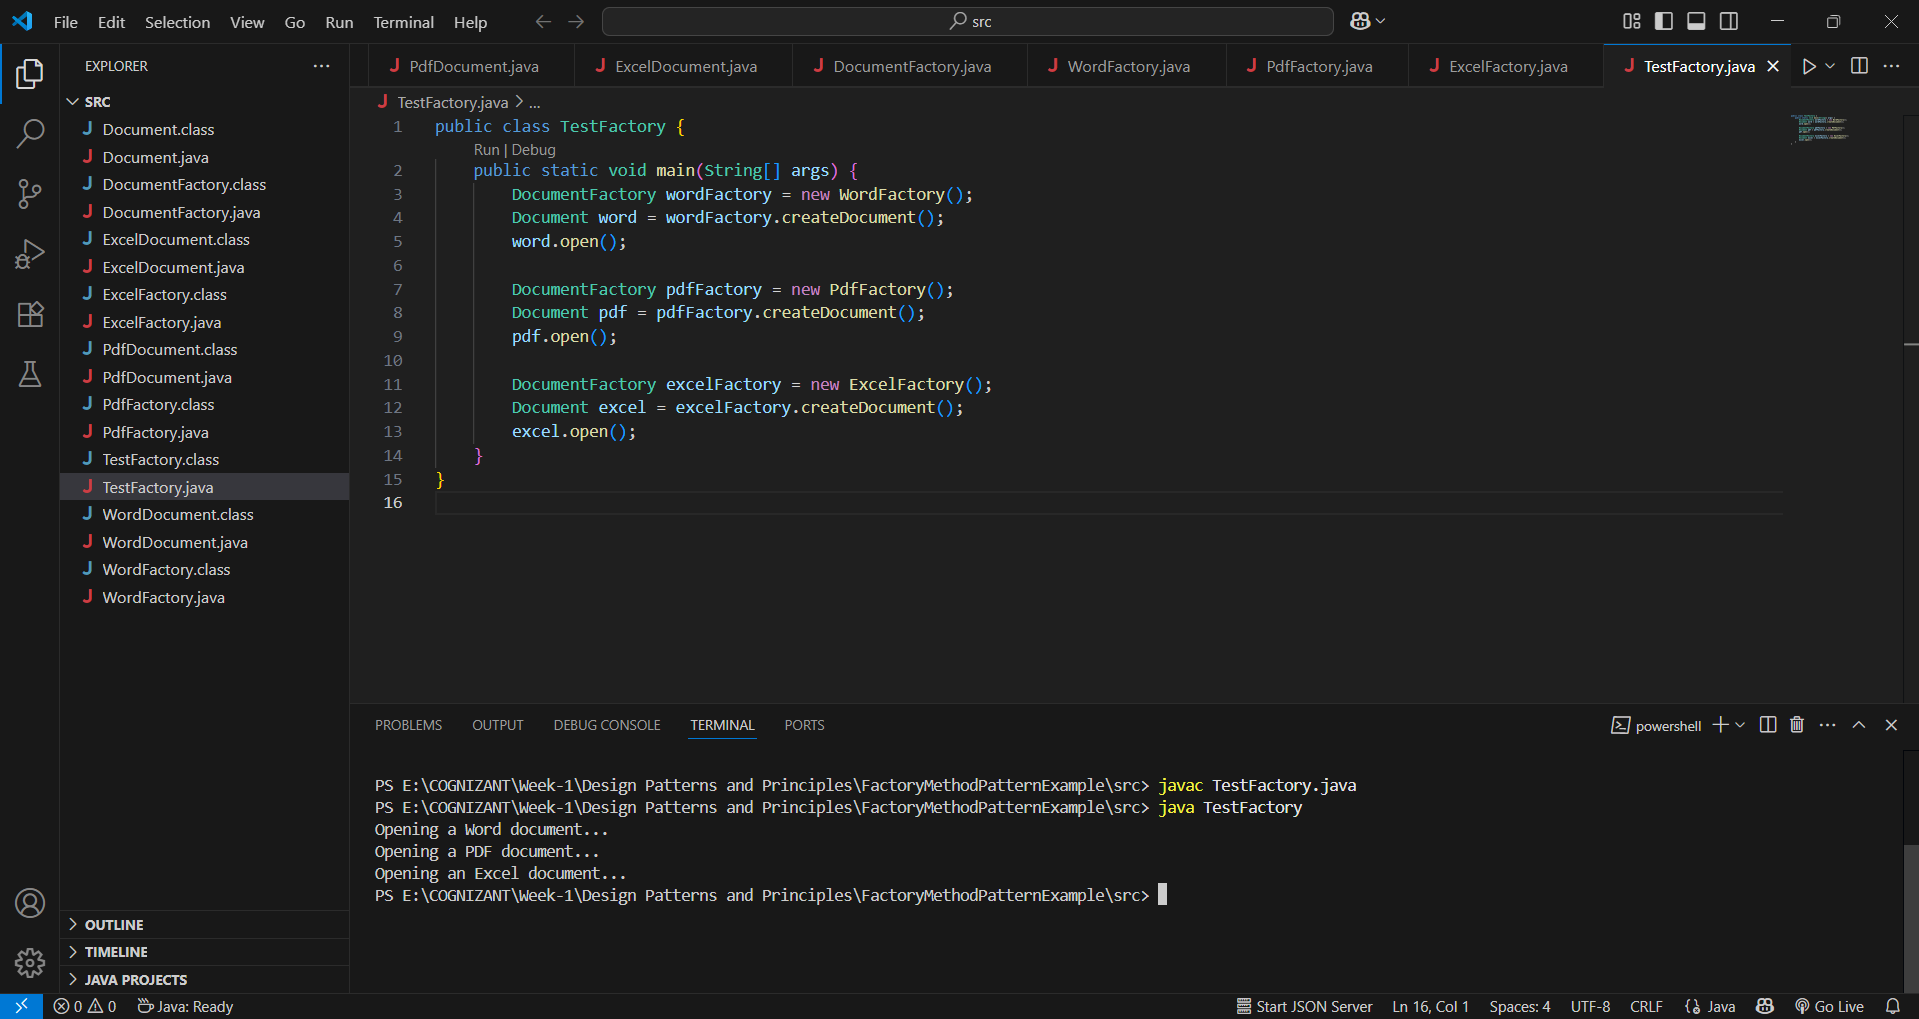 File Edit Selection View Go Run Terminal Help
src
EXPLORER
SRC
Document.class
Document.java
DocumentFactory.class
DocumentFactory.java
ExcelDocument.class
ExcelDocument.java
ExcelFactory.class
ExcelFactory.java
PdfDocument.class
PdfDocument.java
PdfFactory.class
PdfFactory.java
TestFactory.class
TestFactory.java
WordDocument.class
WordDocument.java
WordFactory.class
WordFactory.java
OUTLINE
TIMELINE
JAVA PROJECTS
PdfDocument.java ExcelDocument.java DocumentFactory.java WordFactory.java PdfFactory.java ExcelFactory.java TestFactory.java
TestFactory.java > ...
1 public class TestFactory {
Run | Debug
2 public static void main(String[] args) {
3 DocumentFactory wordFactory = new WordFactory();
4 Document word = wordFactory.createDocument();
5 word.open();
6
7 DocumentFactory pdfFactory = new PdfFactory();
8 Document pdf = pdfFactory.createDocument();
9 pdf.open();
10
11 DocumentFactory excelFactory = new ExcelFactory();
12 Document excel = excelFactory.createDocument();
13 excel.open();
14 }
15 }
16
PROBLEMS OUTPUT DEBUG CONSOLE TERMINAL PORTS
powershell
PS E:\COGNIZANT\Week-1\Design Patterns and Principles\FactoryMethodPatternExample\src> javac TestFactory.java
PS E:\COGNIZANT\Week-1\Design Patterns and Principles\FactoryMethodPatternExample\src> java TestFactory
Opening a Word document...
Opening a PDF document...
Opening an Excel document...
PS E:\COGNIZANT\Week-1\Design Patterns and Principles\FactoryMethodPatternExample\src>
0 0 Java: Ready
Start JSON Server Ln 16, Col 1 Spaces: 4 UTF-8 CRLF Java Go Live